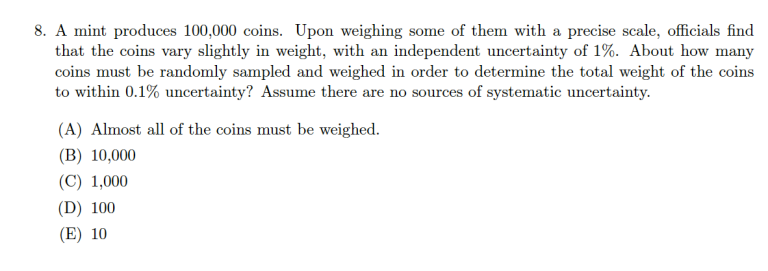 8. A mint produces 100,000 coins. Upon weighing some of them with a precise scale, officials find
that the coins vary slightly in weight, with an independent uncertainty of 1%. About how many
coins must be randomly sampled and weighed in order to determine the total weight of the coins
to within 0.1% uncertainty? Assume there are no sources of systematic uncertainty.
(A) Almost all of the coins must be weighed.
(B) 10,000
(C) 1,000
(D) 100
(E) 10